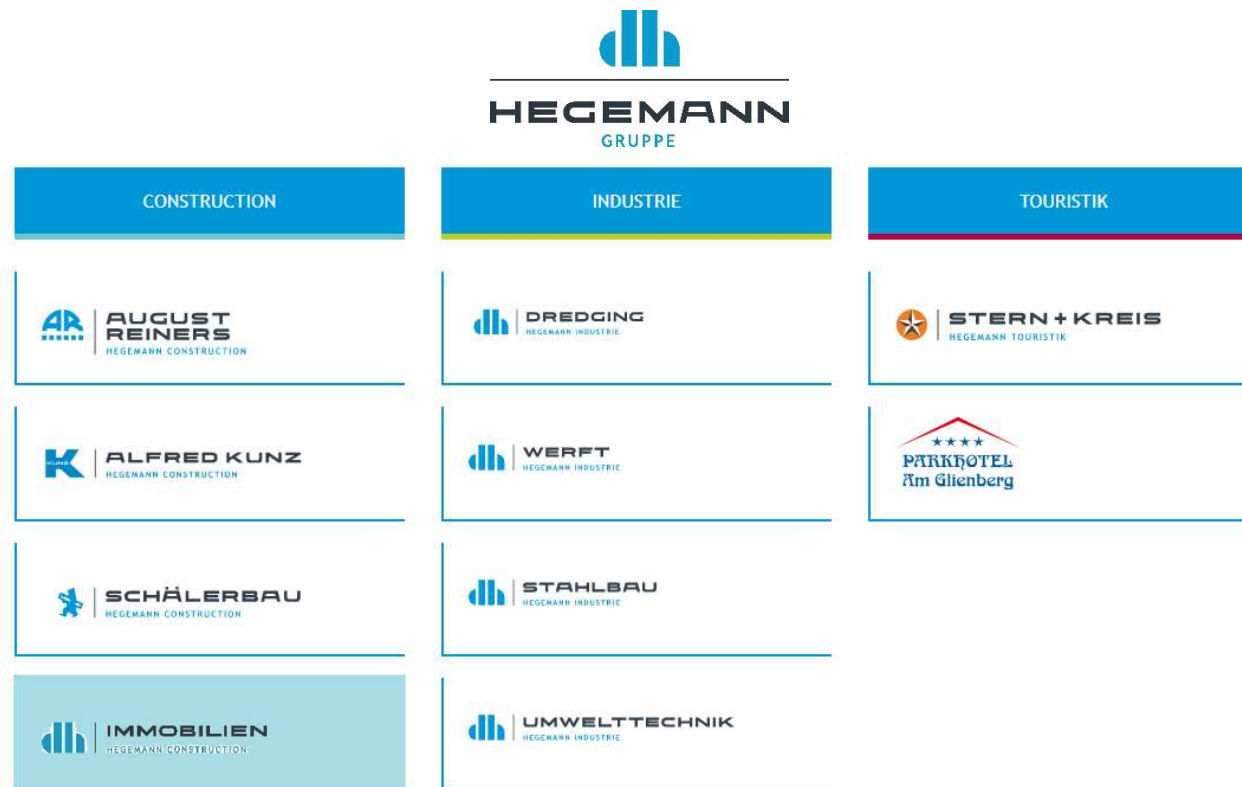 HEGEMANN
GRUPPE
CONSTRUCTION
INDUSTRIE
TOURISTIK
AR
AUGUST
REINERS
HEGEMANN CONSTRUCTION
DREDGING
HEGEMANN INDUSTRIE
STERN + KREIS
HEGEMANN TOURISTIK
KUNZ
ALFRED KUNZ
HEGEMANN CONSTRUCTION
WERFT
HEGEMANN INDUSTRIE
PARKHOTEL
Am Glienberg
SCHÄLERBAU
HEGEMANN CONSTRUCTION
STAHLBAU
HEGEMANN INDUSTRIE
IMMOBILIEN
HEGEMANN CONSTRUCTION
UMWELTTECHNIK
HEGEMANN INDUSTRIE